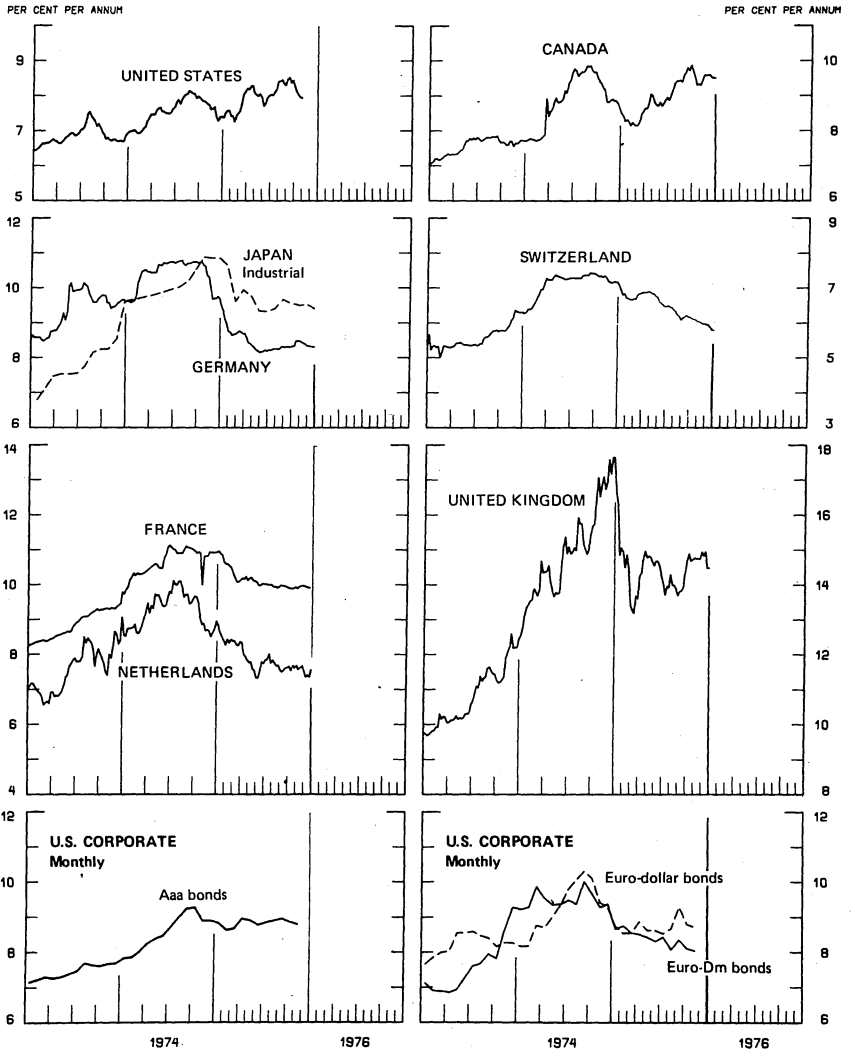 PER CENT PER ANNUM
PER CENT PER ANNUM
UNITED STATES
9
7
5
CANADA
10
8
6
JAPAN
Industrial
GERMANY
12
10
8
6
SWITZERLAND
9
7
5
3
FRANCE
NETHERLANDS
14
12
10
8
6
4
UNITED KINGDOM
18
16
14
12
10
8
U.S. CORPORATE
Monthly
Aaa bonds
12
10
8
6
1974
1976
U.S. CORPORATE
Monthly
Euro-dollar bonds
Euro-Dm bonds
12
10
8
6
1974
1976